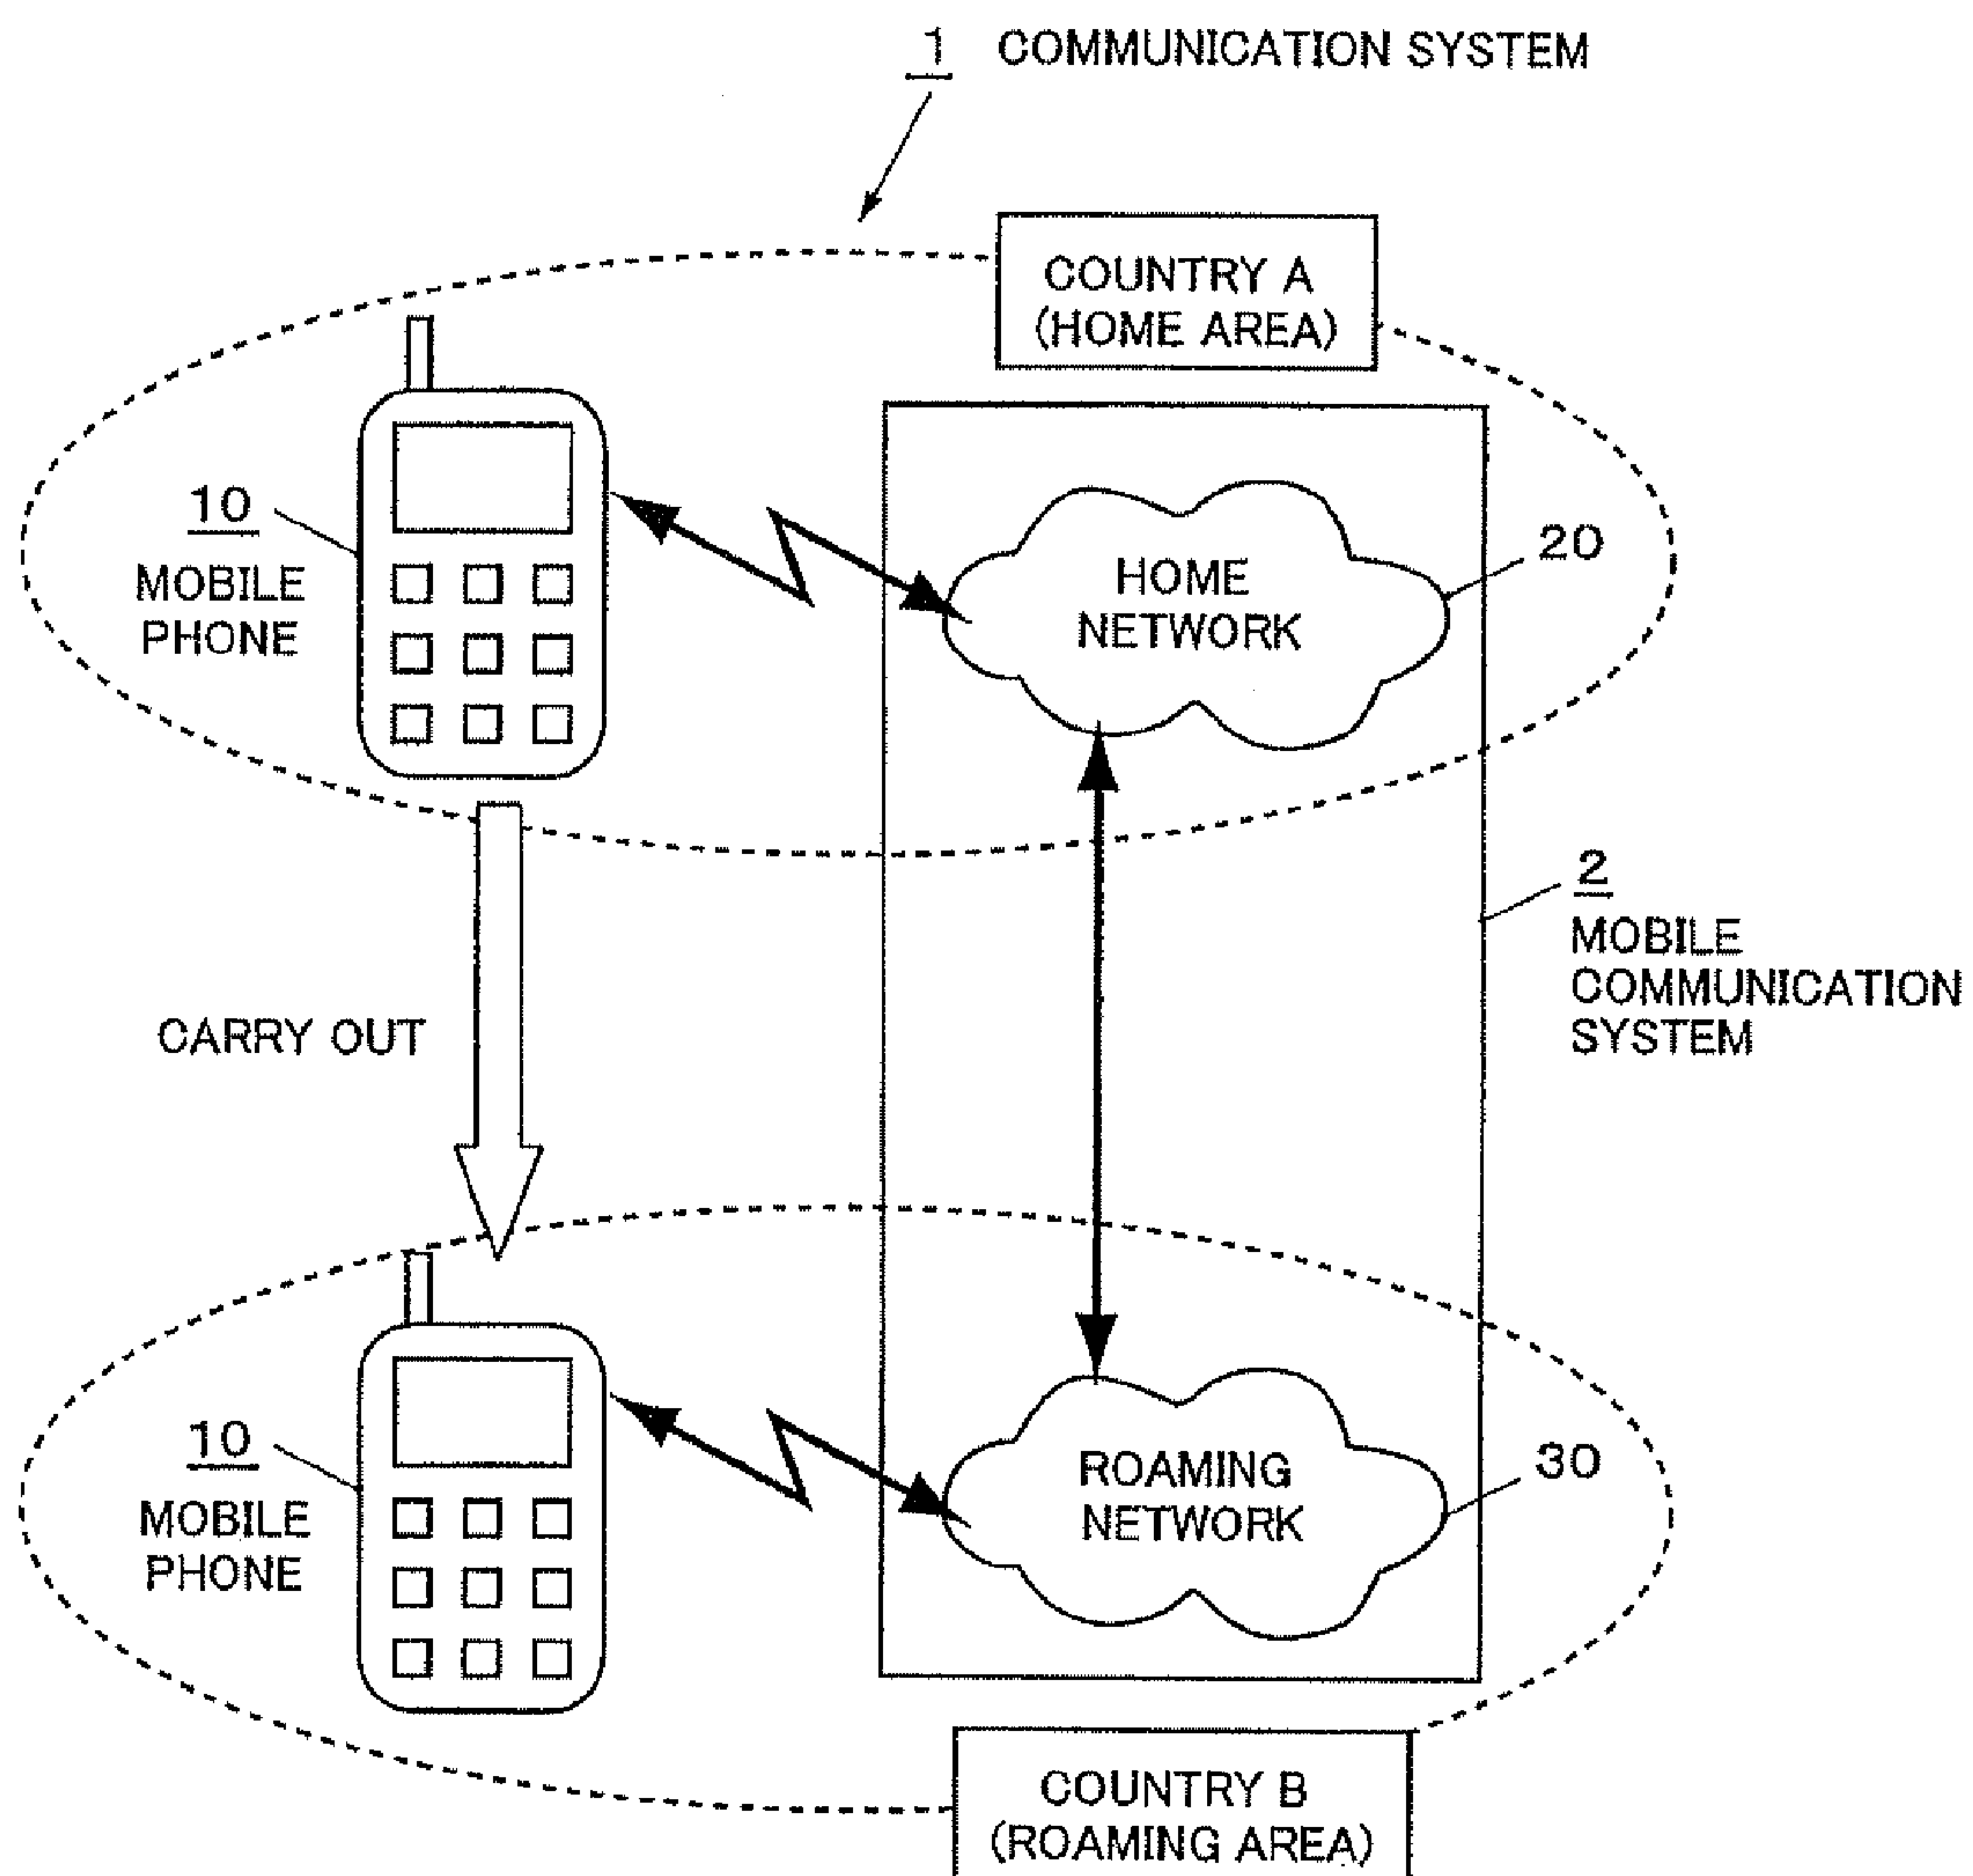 1 COMMUNICATION SYSTEM
COUNTRY A
(HOME AREA)
10
MOBILE
PHONE
HOME
NETWORK
20
CARRY OUT
2
MOBILE
COMMUNICATION
SYSTEM
10
MOBILE
PHONE
ROAMING
NETWORK
30
COUNTRY B
(ROAMING AREA)